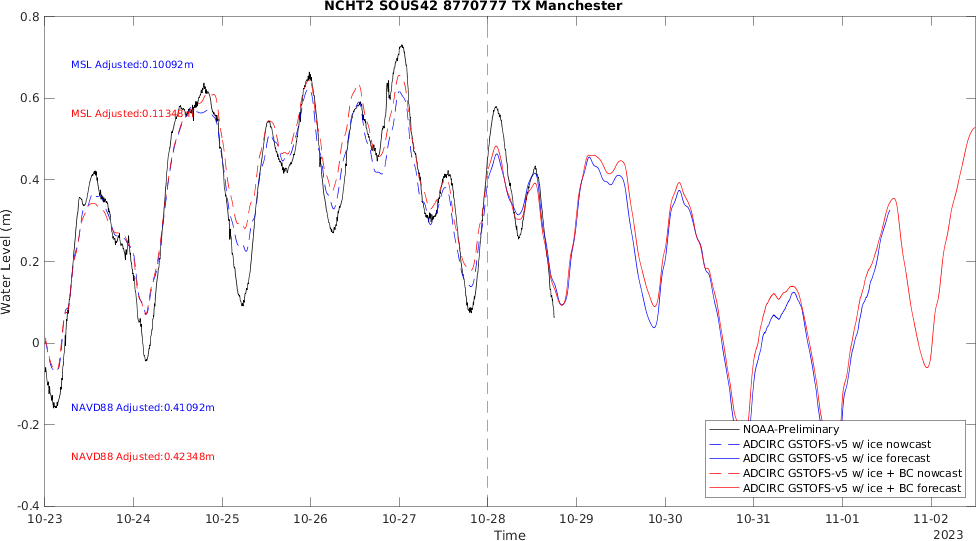 NCHT2 SOUS42 8770777 TX Manchester
0.8
0.6
0.4
0.2
0
-0.2
-0.4
Water Level (m)
MSL Adjusted:0.10092m
MSL Adjusted:0.11348m
NAVD88 Adjusted:0.41092m
NAVD88 Adjusted:0.42348m
NOAA-Preliminary
ADCIRC GSTOFS-v5 w/ ice nowcast
ADCIRC GSTOFS-v5 w/ ice forecast
ADCIRC GSTOFS-v5 w/ ice + BC nowcast
ADCIRC GSTOFS-v5 w/ ice + BC forecast
10-23 10-24 10-25 10-26 10-27 10-28 10-29 10-30 10-31 11-01 11-02
Time
2023